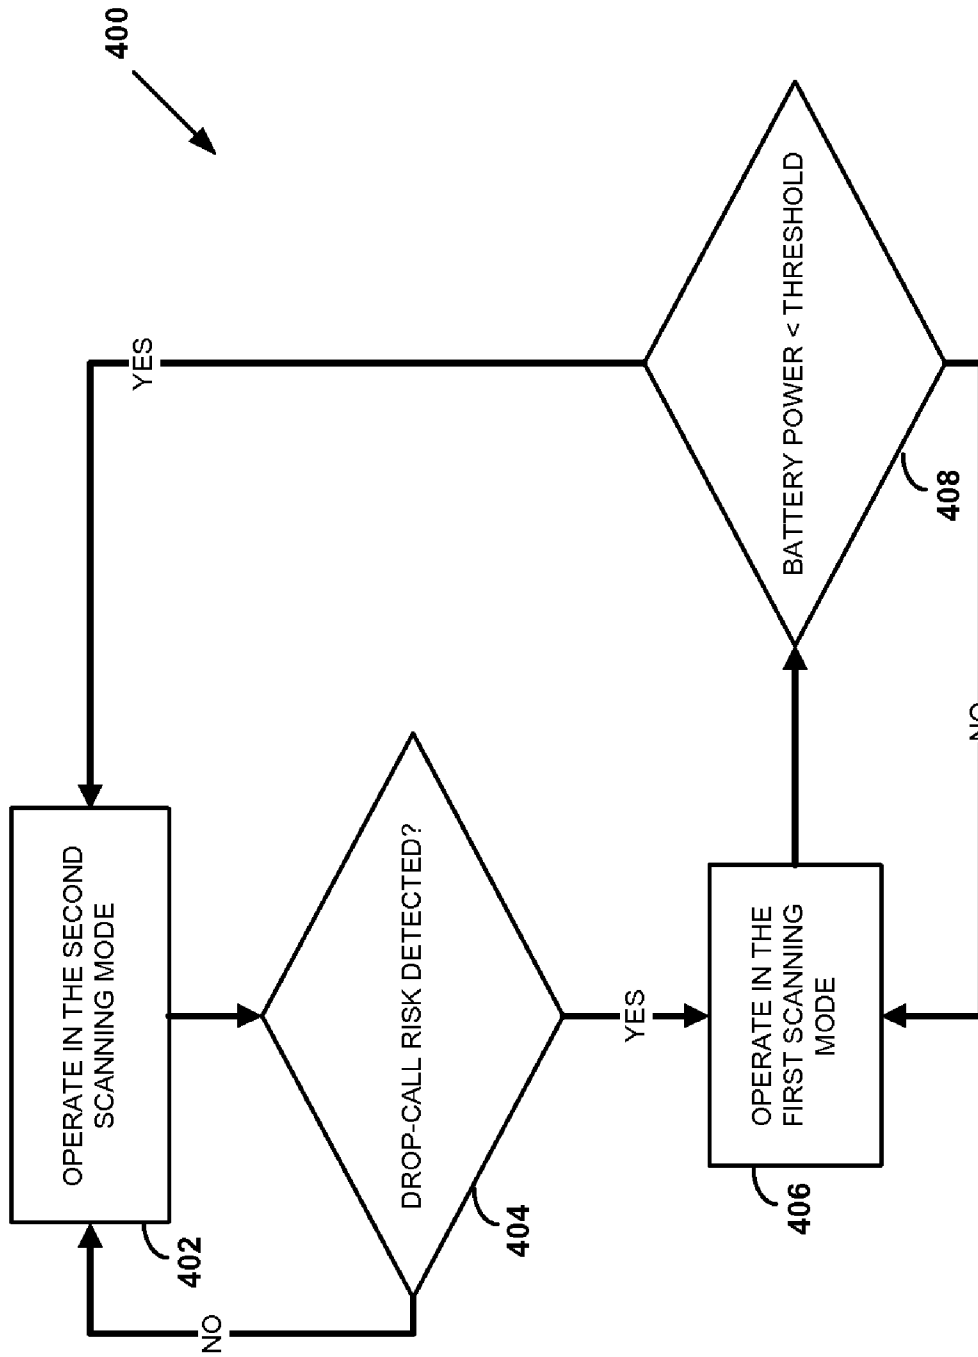 400
OPERATE IN THE SECOND
SCANNING MODE
402
NO
DROP-CALL RISK DETECTED?
404
YES
OPERATE IN THE
FIRST SCANNING
MODE
406
BATTERY POWER < THRESHOLD
408
YES
NO